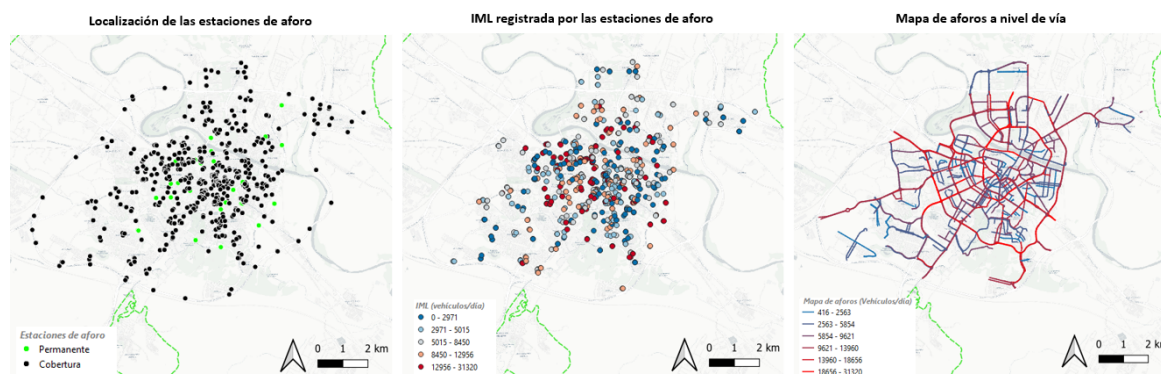 Localización de las estaciones de aforo
Estaciones de aforo
Permanente
Cobertura
0 1 2 km
IML registrada por las estaciones de aforo
IML (vehículos/día)
0 - 2971
2971 - 5015
5015 - 8450
8450 - 12956
12956 - 31320
0 1 2 km
Mapa de aforos a nivel de vía
Mapa de aforos (Vehículos/día)
416 - 2563
2563 - 5854
5854 - 9621
9621 - 13960
13960 - 18656
18656 - 31320
0 1 2 km